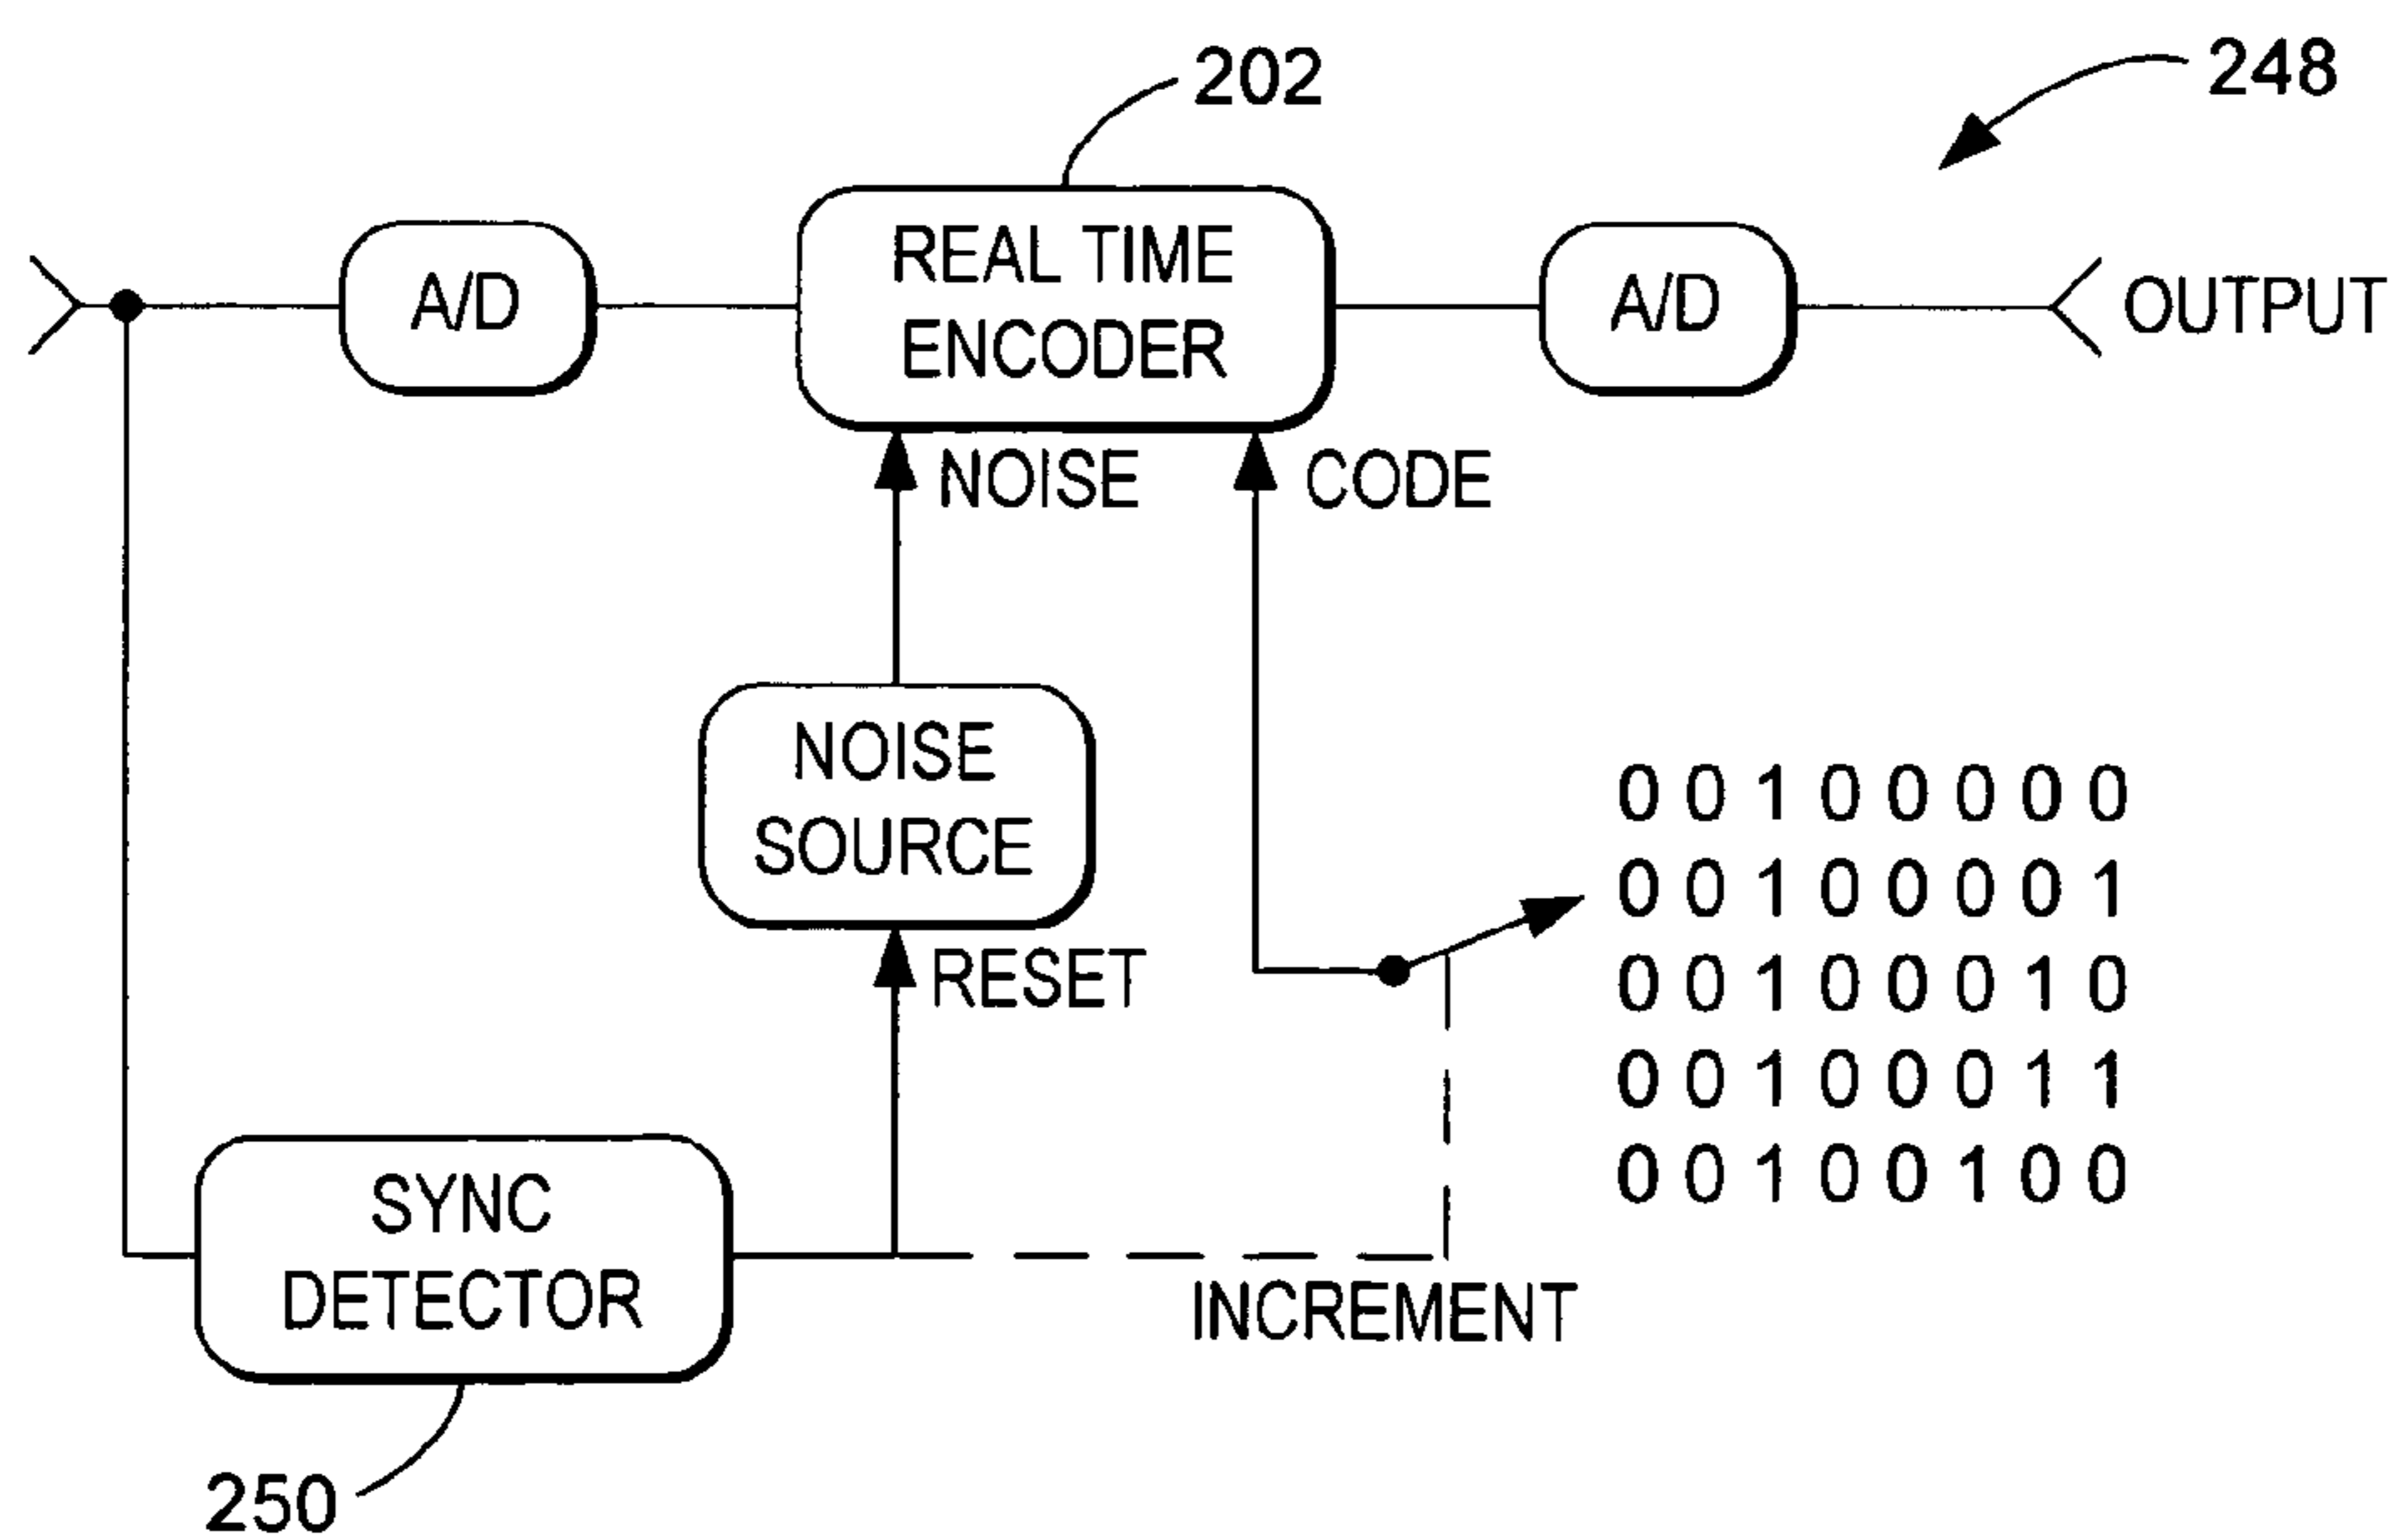 202
248
A/D
REAL TIME
ENCODER
A/D
OUTPUT
NOISE
CODE
NOISE
SOURCE
RESET
0 0 1 0 0 0 0 0
0 0 1 0 0 0 0 1
0 0 1 0 0 0 1 0
0 0 1 0 0 0 1 1
0 0 1 0 0 1 0 0
SYNC
DETECTOR
INCREMENT
250